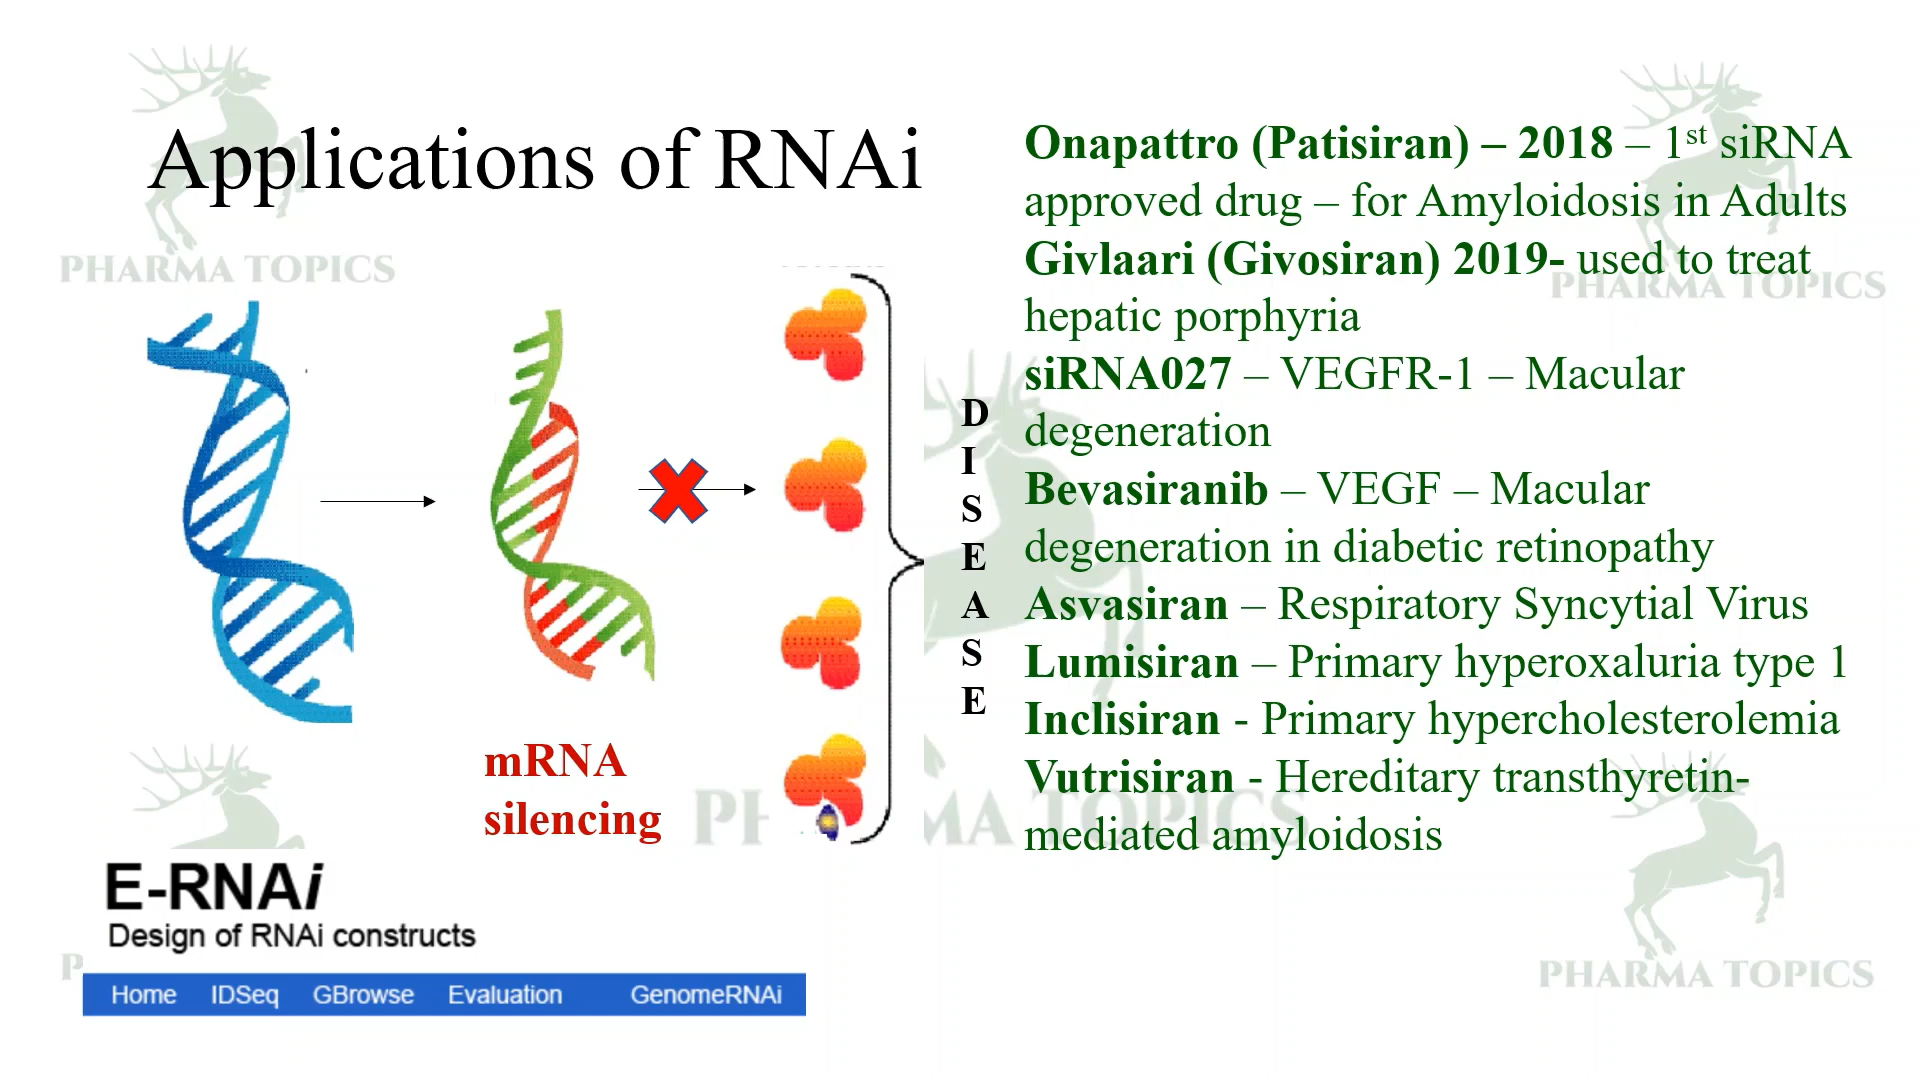 Applications of RNAi
PHARMA TOPICS
PHARMA TOPICS
Onapattro (Patisiran) – 2018 – 1st siRNA
approved drug – for Amyloidosis in Adults
Givlaari (Givosiran) 2019- used to treat
hepatic porphyria
siRNA027 – VEGFR-1 – Macular
degeneration
Bevasiranib – VEGF – Macular
degeneration in diabetic retinopathy
Asvasiran – Respiratory Syncytial Virus
Lumisiran – Primary hyperoxaluria type 1
Inclisiran - Primary hypercholesterolemia
Vutrisiran - Hereditary transthyretin-
mediated amyloidosis
D
I
S
E
A
S
E
mRNA
silencing
PH
MA TOPICS
E-RNAi
Design of RNAi constructs
P
Home IDSeq GBrowse Evaluation GenomeRNAi
PHARMA TOPICS